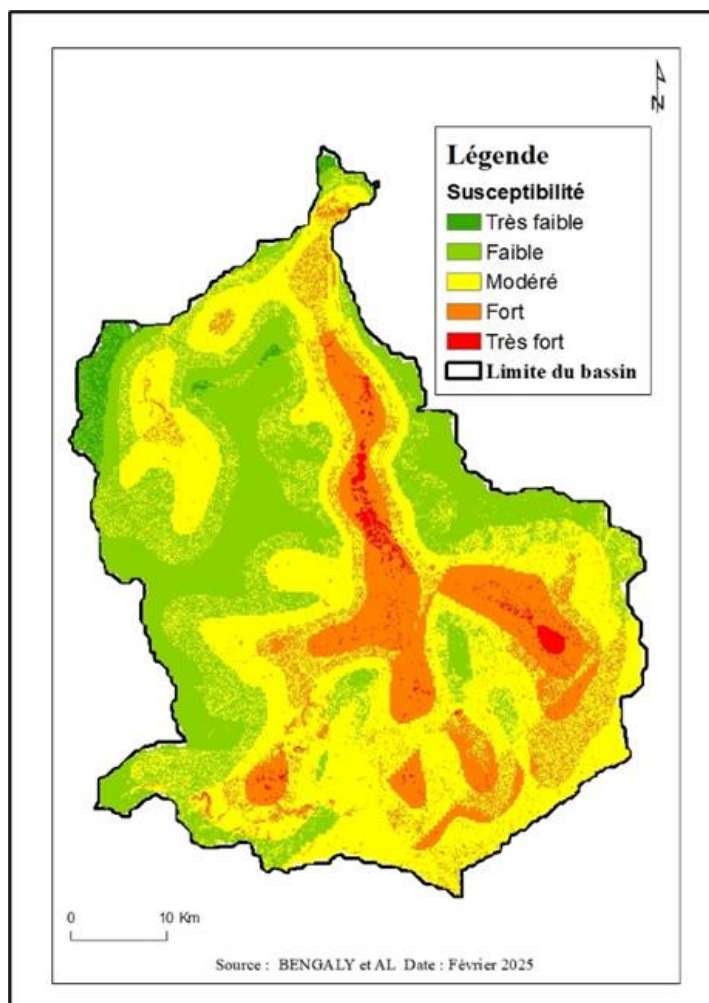 N
Légende
Susceptibilité
Très faible
Faible
Modéré
Fort
Très fort
Limite du bassin
0 10 Km
Source : BENGALY et AL Date : Février 2025